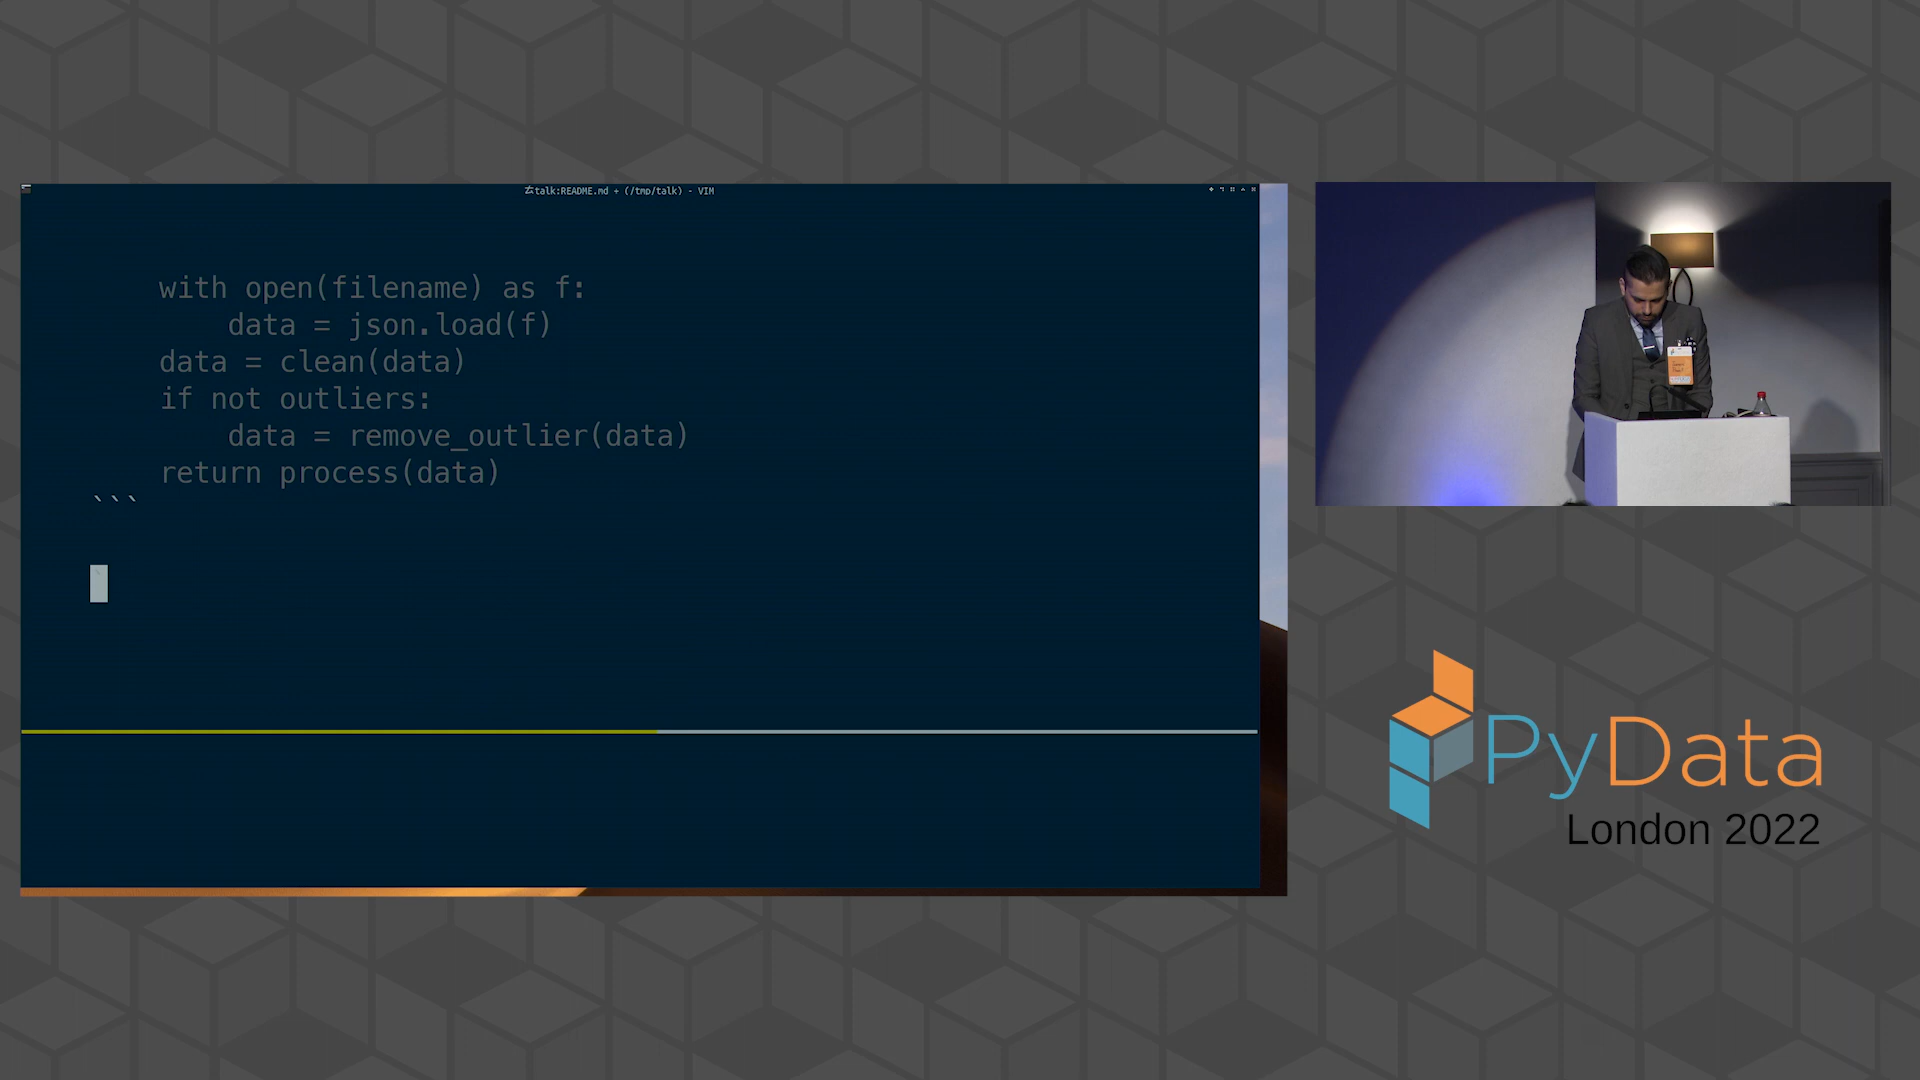 talk:README.md + (/tmp/talk) - VIM
with open(filename) as f:
    data = json.load(f)
data = clean(data)
if not outliers:
    data = remove_outlier(data)
return process(data)
```
PyData
London 2022